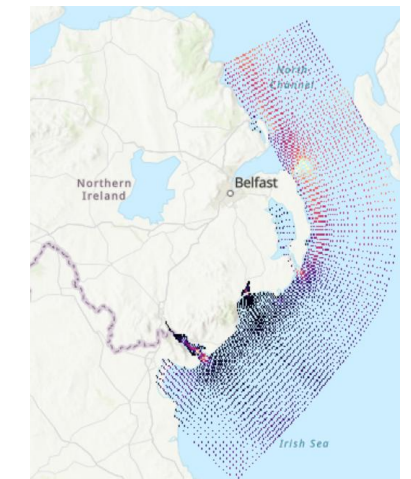 North
Channel
Northern
Ireland
Belfast
Irish Sea